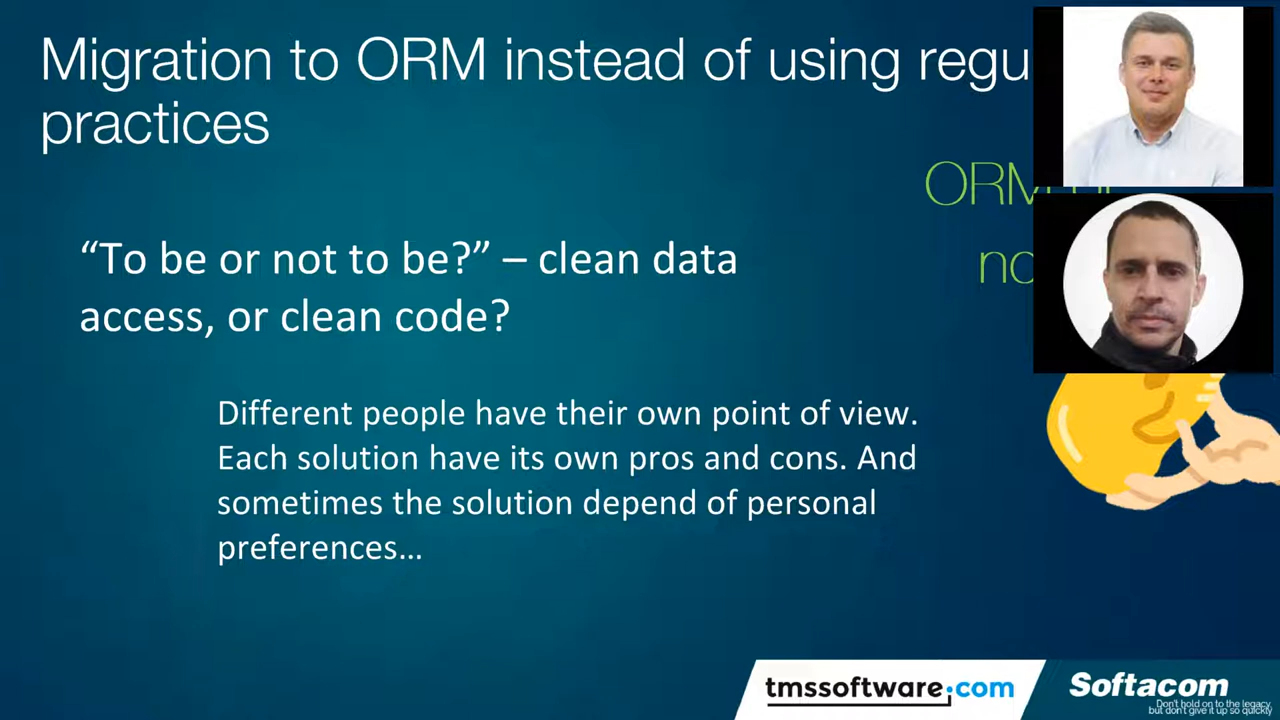 Migration to ORM instead of using regu
practices
ORM
“To be or not to be?” – clean data
access, or clean code?
Different people have their own point of view.
Each solution have its own pros and cons. And
sometimes the solution depend of personal
preferences…
tmssoftware.com
Softacom
Don't hold on to the legacy,
but don't give it up so quickly